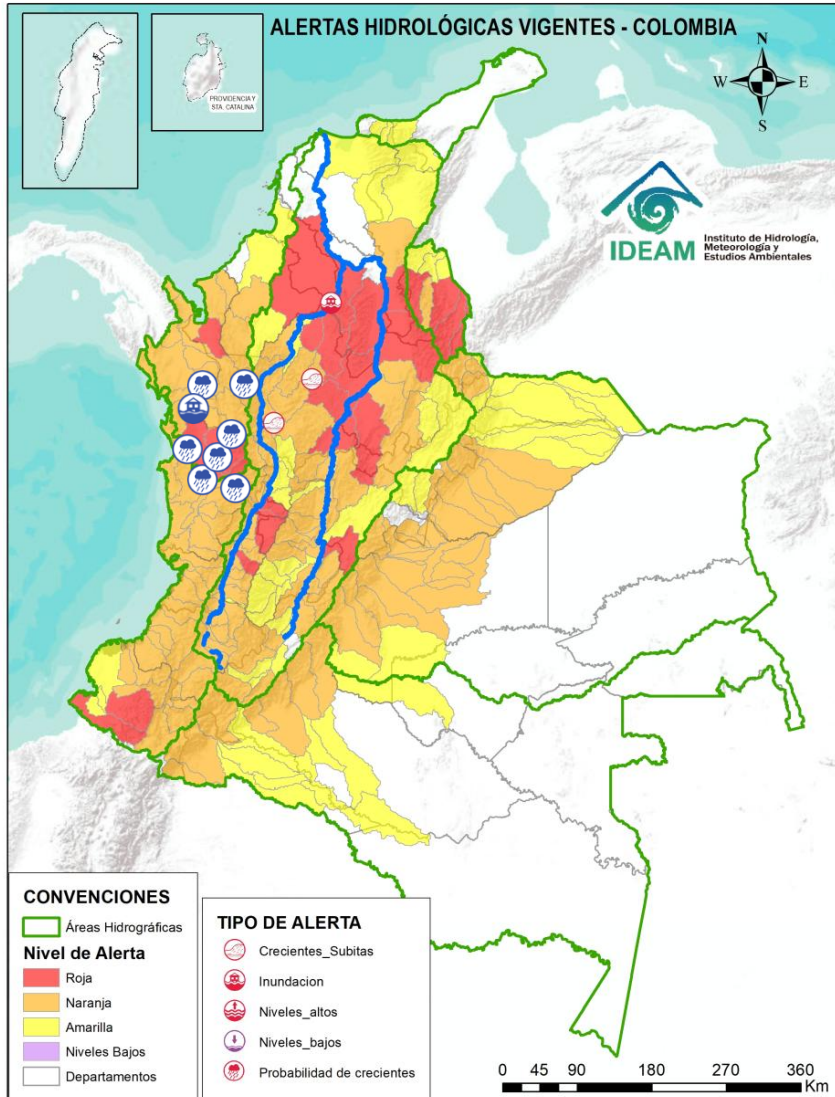 ALERTAS HIDROLÓGICAS VIGENTES - COLOMBIA
PROVIDENCIA Y
STA. CATALINA
N
W
E
S
IDEAM
Instituto de Hidrología,
Meteorología y
Estudios Ambientales
CONVENCIONES
Áreas Hidrográficas
Nivel de Alerta
Roja
Naranja
Amarilla
Niveles Bajos
Departamentos
TIPO DE ALERTA
Crecientes_Subitas
Inundacion
Niveles_altos
Niveles_bajos
Probabilidad de crecientes
0 45 90 180 270 360
Km